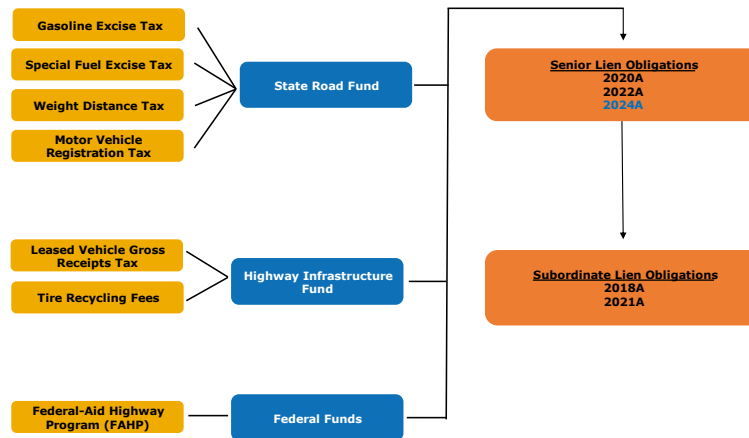 Gasoline Excise Tax
Special Fuel Excise Tax
Weight Distance Tax
Motor Vehicle
Registration Tax
State Road Fund
Senior Lien Obligations
2020A
2022A
2024A
Leased Vehicle Gross
Receipts Tax
Tire Recycling Fees
Highway Infrastructure
Fund
Subordinate Lien Obligations
2018A
2021A
Federal-Aid Highway
Program (FAHP)
Federal Funds